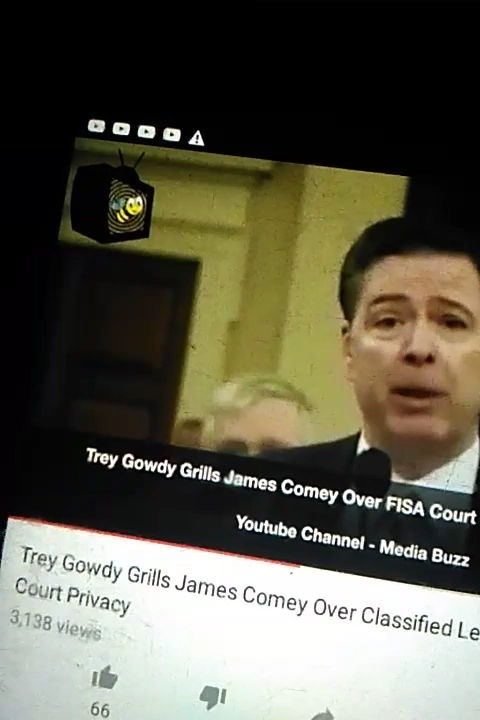 Trey Gowdy Grills James Comey Over FISA Court
Youtube Channel - Media Buzz
Trey Gowdy Grills James Comey Over Classified Le
Court Privacy
3,138 views
66